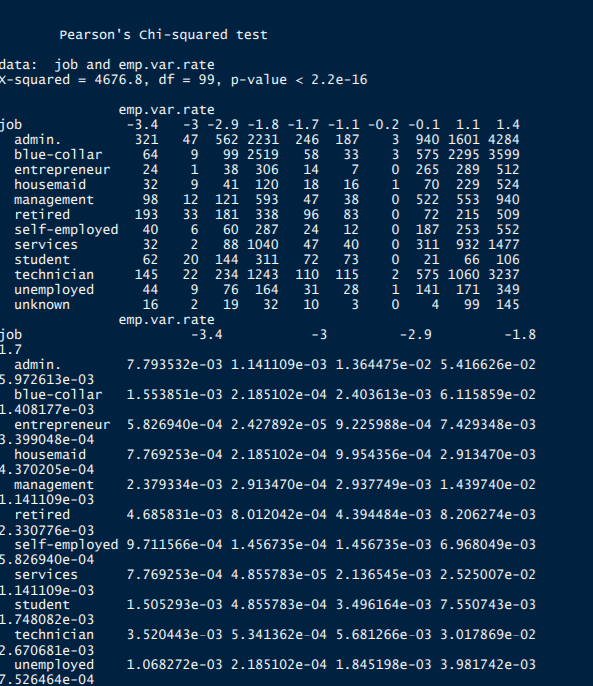 Pearson's Chi-squared test
data:  job and emp.var.rate
X-squared = 4676.8, df = 99, p-value < 2.2e-16
emp.var.rate
job             -3.4   -3 -2.9 -1.8 -1.7 -1.1 -0.2 -0.1  1.1  1.4
  admin.         321   47  562 2231  246  187    3  940 1601 4284
  blue-collar     64    9   99 2519   58   33    3  575 2295 3599
  entrepreneur    24    1   38  306   14    7    0  265  289  512
  housemaid       32    9   41  120   18   16    1   70  229  524
  management      98   12  121  593   47   38    0  522  553  940
  retired        193   33  181  338   96   83    0   72  215  509
  self-employed   40    6   60  287   24   12    0  187  253  552
  services        32    2   88 1040   47   40    0  311  932 1477
  student         62   20  144  311   72   73    0   21   66  106
  technician     145   22  234 1243  110  115    2  575 1060 3237
  unemployed      44    9   76  164   31   28    1  141  171  349
  unknown         16    2   19   32   10    3    0    4   99  145
emp.var.rate
job                     -3.4           -3         -2.9         -1.8
1.7
  admin.        7.793532e-03 1.141109e-03 1.364475e-02 5.416626e-02
5.972613e-03
  blue-collar   1.553851e-03 2.185102e-04 2.403613e-03 6.115859e-02
1.408177e-03
  entrepreneur  5.826940e-04 2.427892e-05 9.225988e-04 7.429348e-03
3.399048e-04
  housemaid     7.769253e-04 2.185102e-04 9.954356e-04 2.913470e-03
4.370205e-04
  management    2.379334e-03 2.913470e-04 2.937749e-03 1.439740e-02
1.141109e-03
  retired       4.685831e-03 8.012042e-04 4.394484e-03 8.206274e-03
2.330776e-03
  self-employed 9.711566e-04 1.456735e-04 1.456735e-03 6.968049e-03
5.826940e-04
  services      7.769253e-04 4.855783e-05 2.136545e-03 2.525007e-02
1.141109e-03
  student       1.505293e-03 4.855783e-04 3.496164e-03 7.550743e-03
1.748082e-03
  technician    3.520443e-03 5.341362e-04 5.681266e-03 3.017869e-02
2.670681e-03
  unemployed    1.068272e-03 2.185102e-04 1.845198e-03 3.981742e-03
7.526464e-04